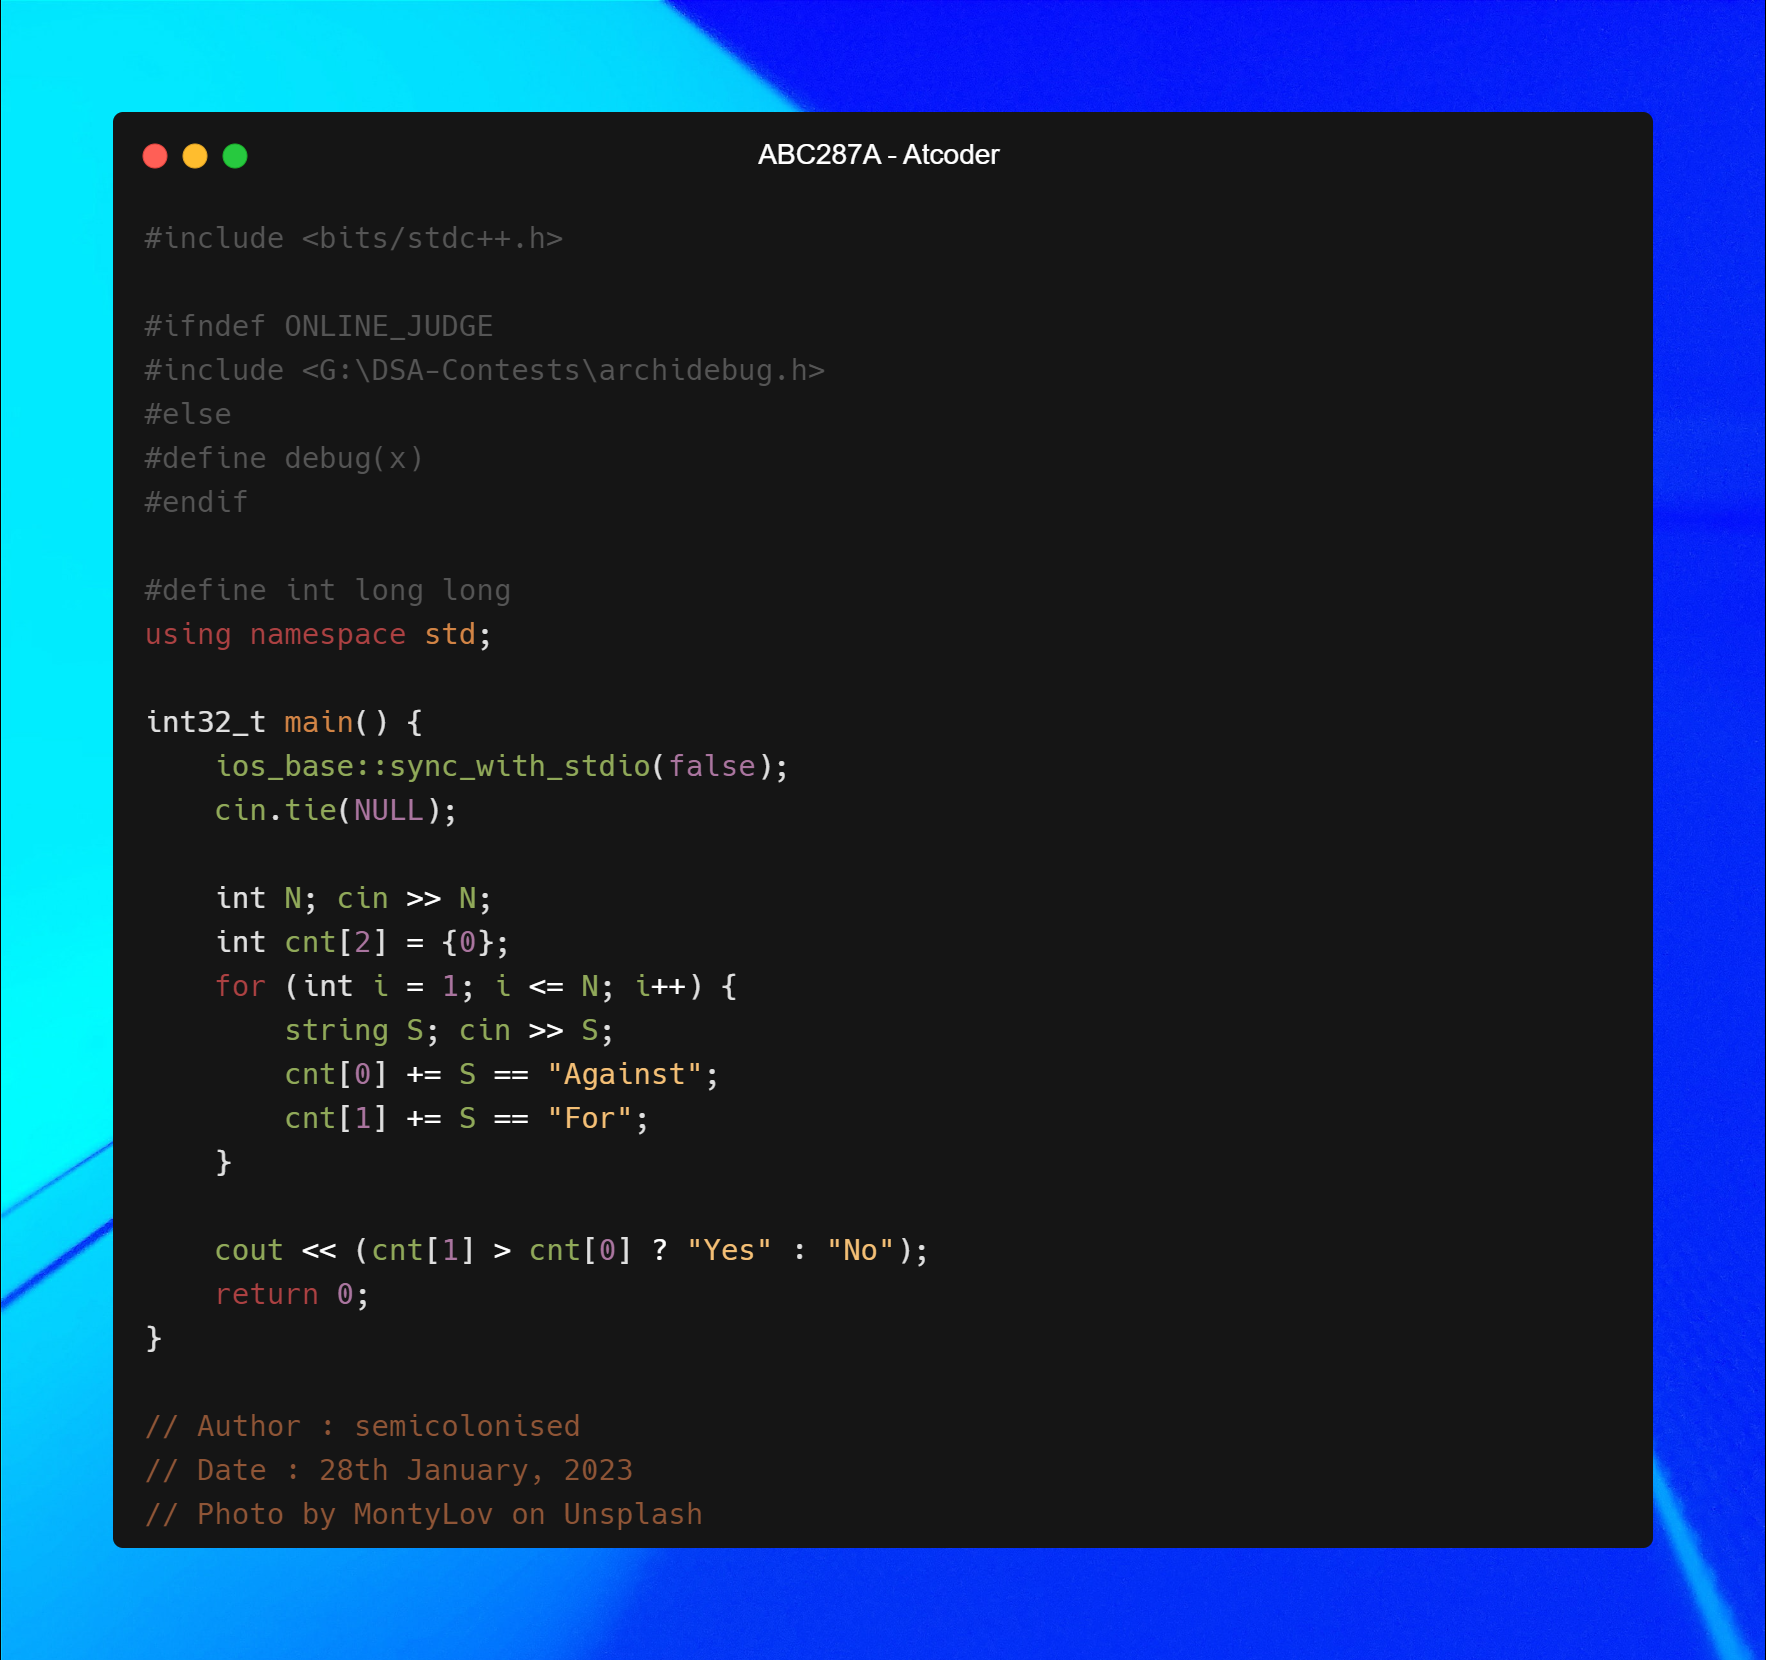 ABC287A - Atcoder
#include <bits/stdc++.h>
#ifndef ONLINE_JUDGE
#include <G:\DSA-Contests\archidebug.h>
#else
#define debug(x)
#endif
#define int long long
using namespace std;
int32_t main() {
    ios_base::sync_with_stdio(false);
    cin.tie(NULL);
    int N; cin >> N;
    int cnt[2] = {0};
    for (int i = 1; i <= N; i++) {
        string S; cin >> S;
        cnt[0] += S == "Against";
        cnt[1] += S == "For";
    }
    cout << (cnt[1] > cnt[0] ? "Yes" : "No");
    return 0;
}
// Author : semicolonised
// Date : 28th January, 2023
// Photo by MontyLov on Unsplash